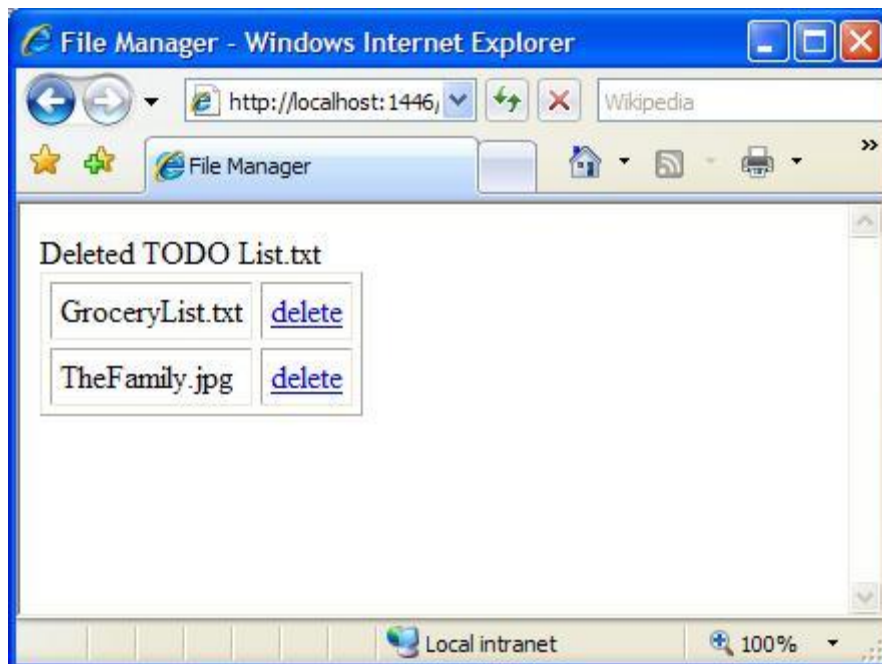 File Manager - Windows Internet Explorer
http://localhost:1446/
Wikipedia
File Manager
»
Deleted TODO List.txt
GroceryList.txt delete
TheFamily.jpg delete
Local intranet 100%